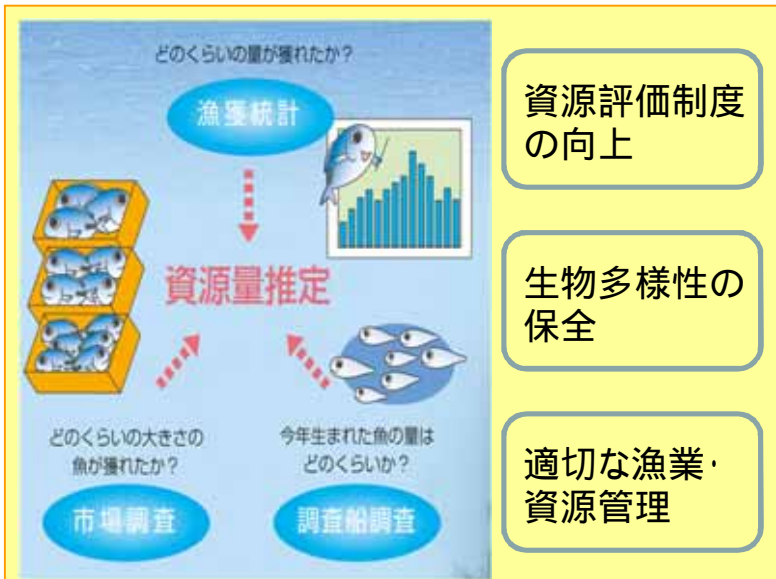 どのくらいの量が獲れたか?
漁獲統計
資源量推定
どのくらいの大きさの
魚が獲れたか?
市場調査
今年生まれた魚の量は
どのくらいか?
調査船調査
資源評価制度
の向上
生物多様性の
保全
適切な漁業・
資源管理